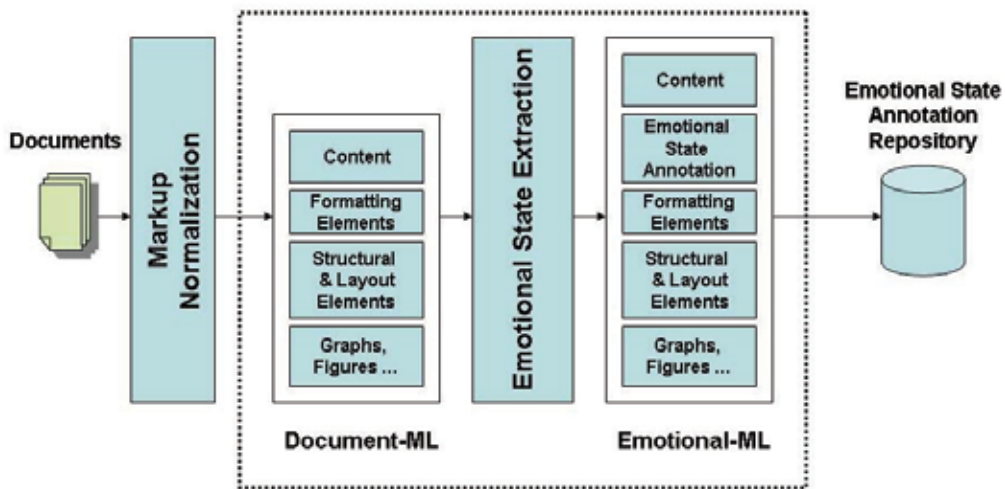 Documents
Markup
Normalization
Content
Formatting
Elements
Structural
& Layout
Elements
Graphs,
Figures ...
Document-ML
Emotional State Extraction
Content
Emotional
State
Annotation
Formatting
Elements
Structural
& Layout
Elements
Graphs,
Figures ...
Emotional-ML
Emotional State
Annotation
Repository